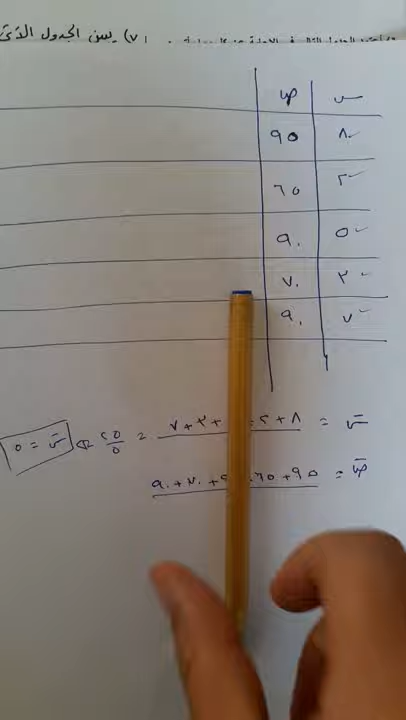 ٧) يبين الجدول الآتي
س ص
٨ ٩٥
٢ ٦٥
٥ ٩٠
٣ ٧٠
٧ ٩٠
س̄ = ٨+٢ +٣+٧ = ٢٥/٥ ⇐ س̄ = ٥
ص̄ = ٩٥+ ٦٥ +٧٠+٩٠